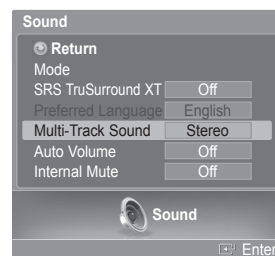 Sound
Return
Mode
SRS TruSurround XT Off
Preferred Language English
Multi-Track Sound Stereo
Auto Volume Off
Internal Mute Off
Sound
Enter